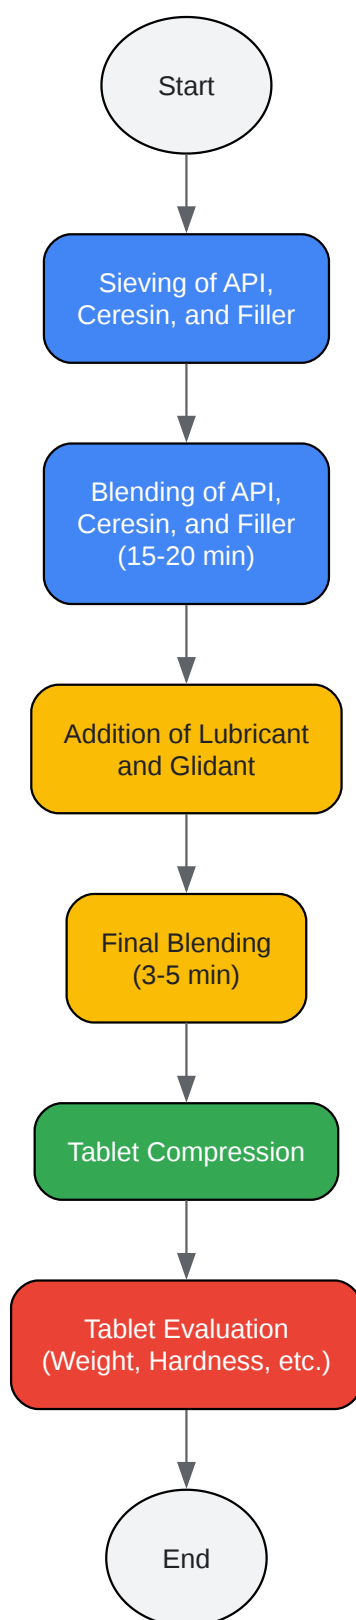 Start
Sieving of API,
Ceresin, and Filler
Blending of API,
Ceresin, and Filler
(15-20 min)
Addition of Lubricant
and Glidant
Final Blending
(3-5 min)
Tablet Compression
Tablet Evaluation
(Weight, Hardness, etc.)
End